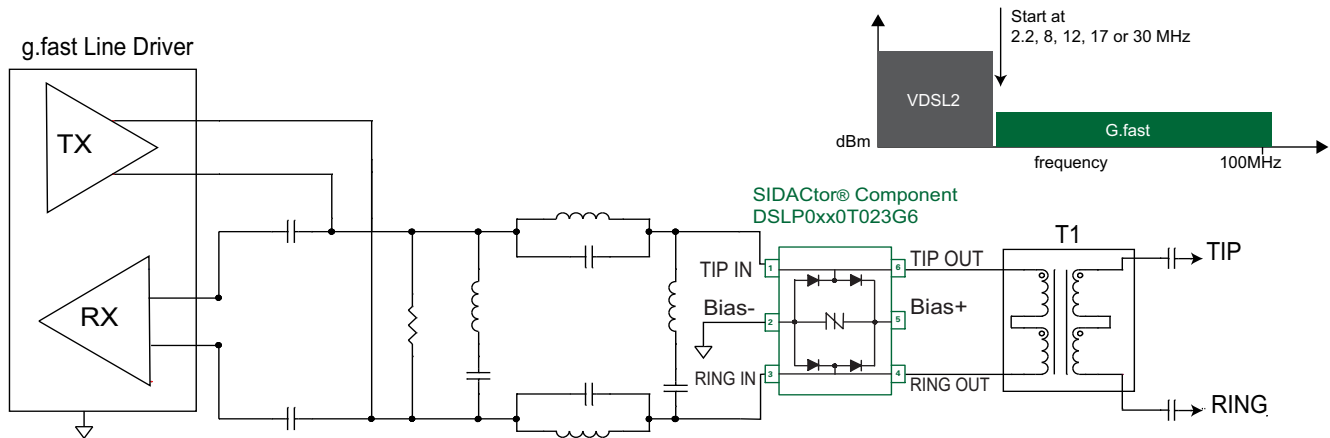 Start at
2.2, 8, 12, 17 or 30 MHz
VDSL2
G.fast
dBm
frequency
100MHz
g.fast Line Driver
TX
RX
SIDACtor® Component
DSLP0xx0T023G6
TIP IN
1
6
TIP OUT
Bias-
2
5
Bias+
RING IN
3
4
RING OUT
T1
TIP
RING